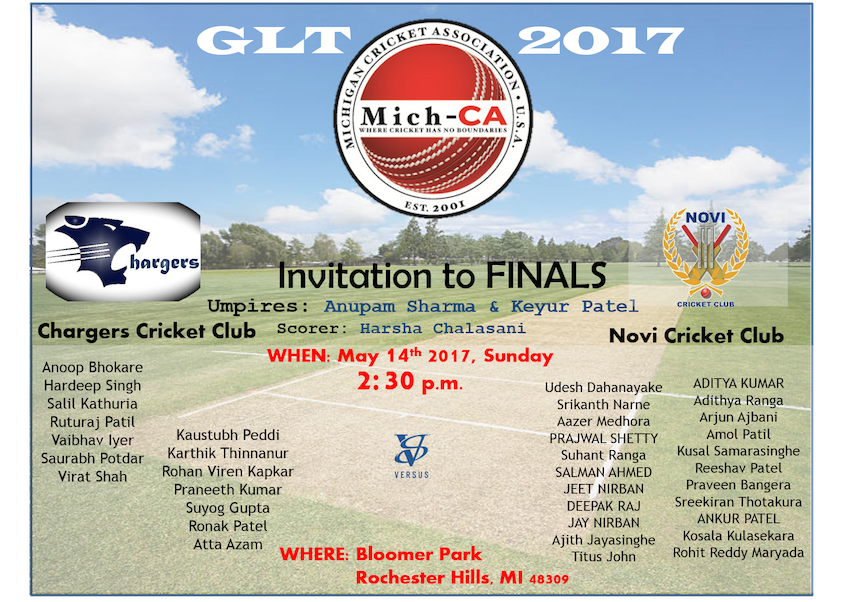 GLT 2017
MICHIGAN CRICKET ASSOCIATION • U.S.A.
Mich-CA
WHERE CRICKET HAS NO BOUNDARIES
EST. 2001
Chargers
NOVI
CRICKET CLUB
Invitation to FINALS
Umpires: Anupam Sharma & Keyur Patel
Scorer: Harsha Chalasani
WHEN: May 14th 2017, Sunday
2:30 p.m.
Chargers Cricket Club
Anoop Bhokare
Hardeep Singh
Salil Kathuria
Ruturaj Patil
Vaibhav Iyer
Saurabh Potdar
Virat Shah
Kaustubh Peddi
Karthik Thinnanur
Rohan Viren Kapkar
Praneeth Kumar
Suyog Gupta
Ronak Patel
Atta Azam
VS
VERSUS
Novi Cricket Club
Udesh Dahanayake
Srikanth Narne
Aazer Medhora
PRAJWAL SHETTY
Suhant Ranga
SALMAN AHMED
JEET NIRBAN
DEEPAK RAJ
JAY NIRBAN
Ajith Jayasinghe
Titus John
ADITYA KUMAR
Adithya Ranga
Arjun Ajbani
Amol Patil
Kusal Samarasinghe
Reeshav Patel
Praveen Bangera
Sreekiran Thotakura
ANKUR PATEL
Kosala Kulasekara
Rohit Reddy Maryada
WHERE: Bloomer Park
Rochester Hills, MI 48309